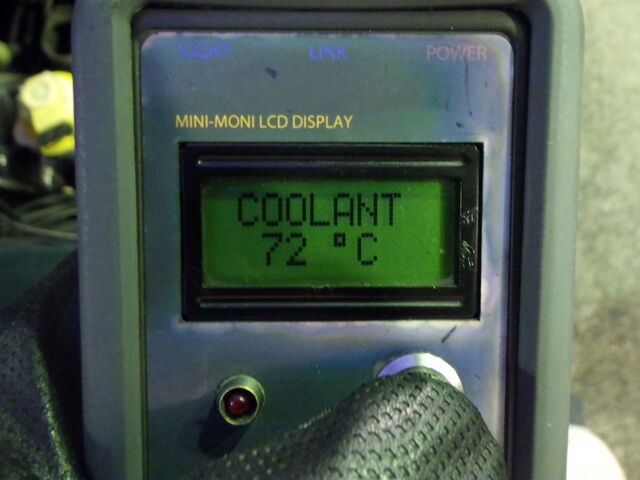 LIGHT LINK POWER
MINI-MONI LCD DISPLAY
COOLANT
72 °C